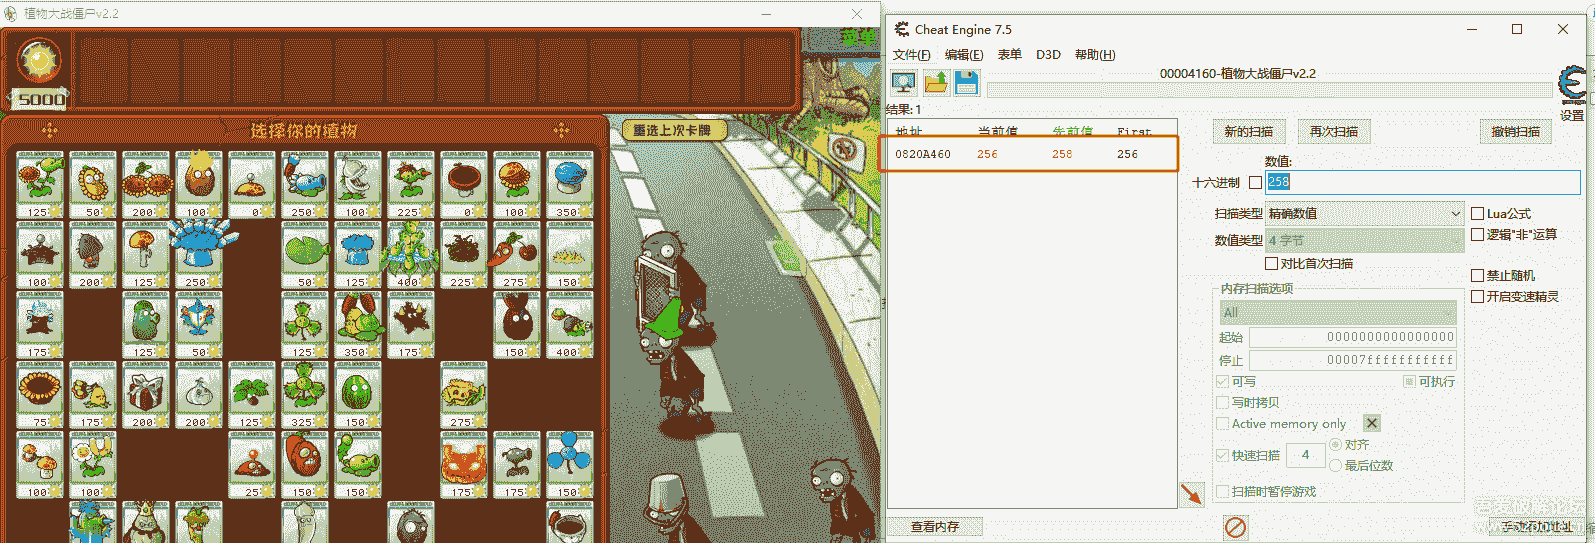 植物大战僵尸v2.2
菜单
5000
选择你的植物
重选上次卡牌
125 50 200 100 0 250 100 225 0 100 350
100 200 125 250 50 125 400 225 275 150
175 125 50 125 350 175 150 400
75 175 200 200 125 325 150 275
100 100 25 150 150 175 175 150
Cheat Engine 7.5
文件(F) 编辑(E) 表单 D3D 帮助(H)
00004160-植物大战僵尸v2.2
结果: 1
设置
地址 当前值 先前值 First
0820A460 256 258 256
新的扫描 再次扫描 撤销扫描
数值:
十六进制 258
扫描类型 精确数值 Lua公式
数值类型 4 字节 逻辑"非"运算
对比首次扫描
内存扫描选项 禁止随机
All 开启变速精灵
起始 0000000000000000
停止 00007fffffffffff
可写 可执行
写时拷贝
Active memory only
快速扫描 4 对齐
最后位数
扫描时暂停游戏
查看内存 手动添加地址
吾爱破解论坛